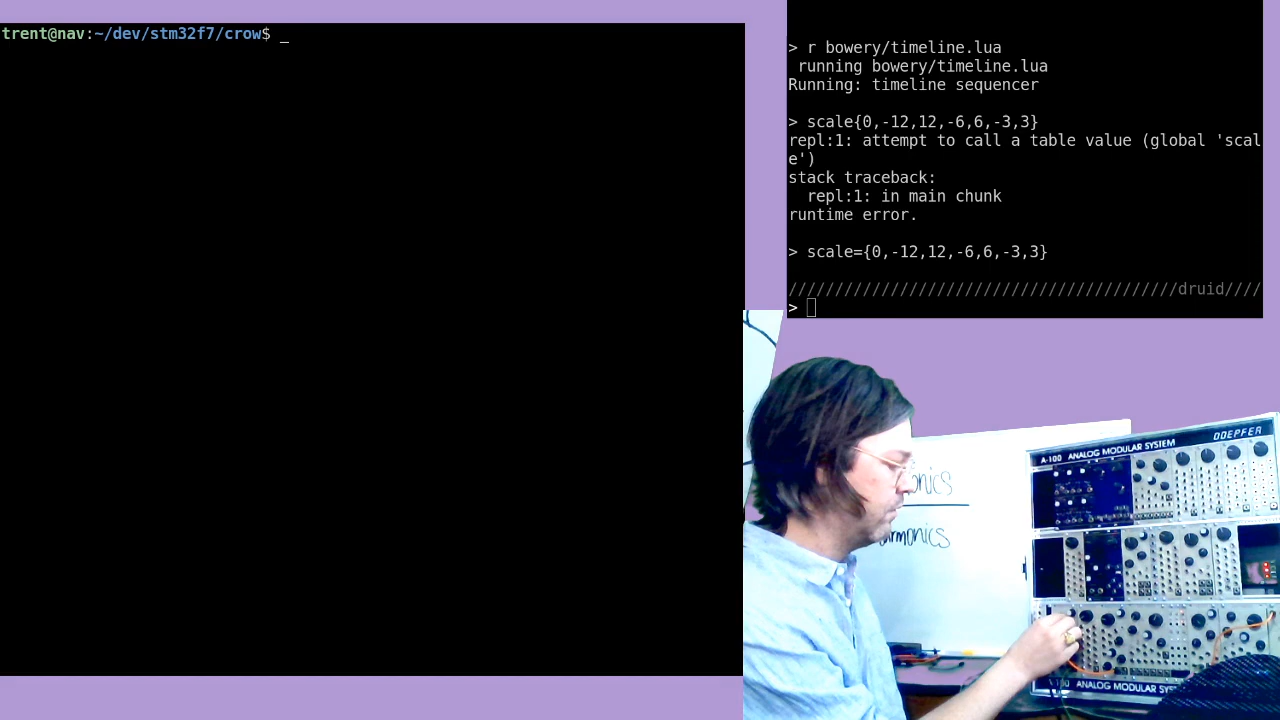 trent@nav:~/dev/stm32f7/crow$ _
> r bowery/timeline.lua
 running bowery/timeline.lua
Running: timeline sequencer
> scale{0,-12,12,-6,6,-3,3}
repl:1: attempt to call a table value (global 'scal
e')
stack traceback:
  repl:1: in main chunk
runtime error.
> scale={0,-12,12,-6,6,-3,3}
//////////////////////////////////////////druid////
>
A-100 ANALOG MODULAR SYSTEM DOEPFER
ANALOG MODULAR